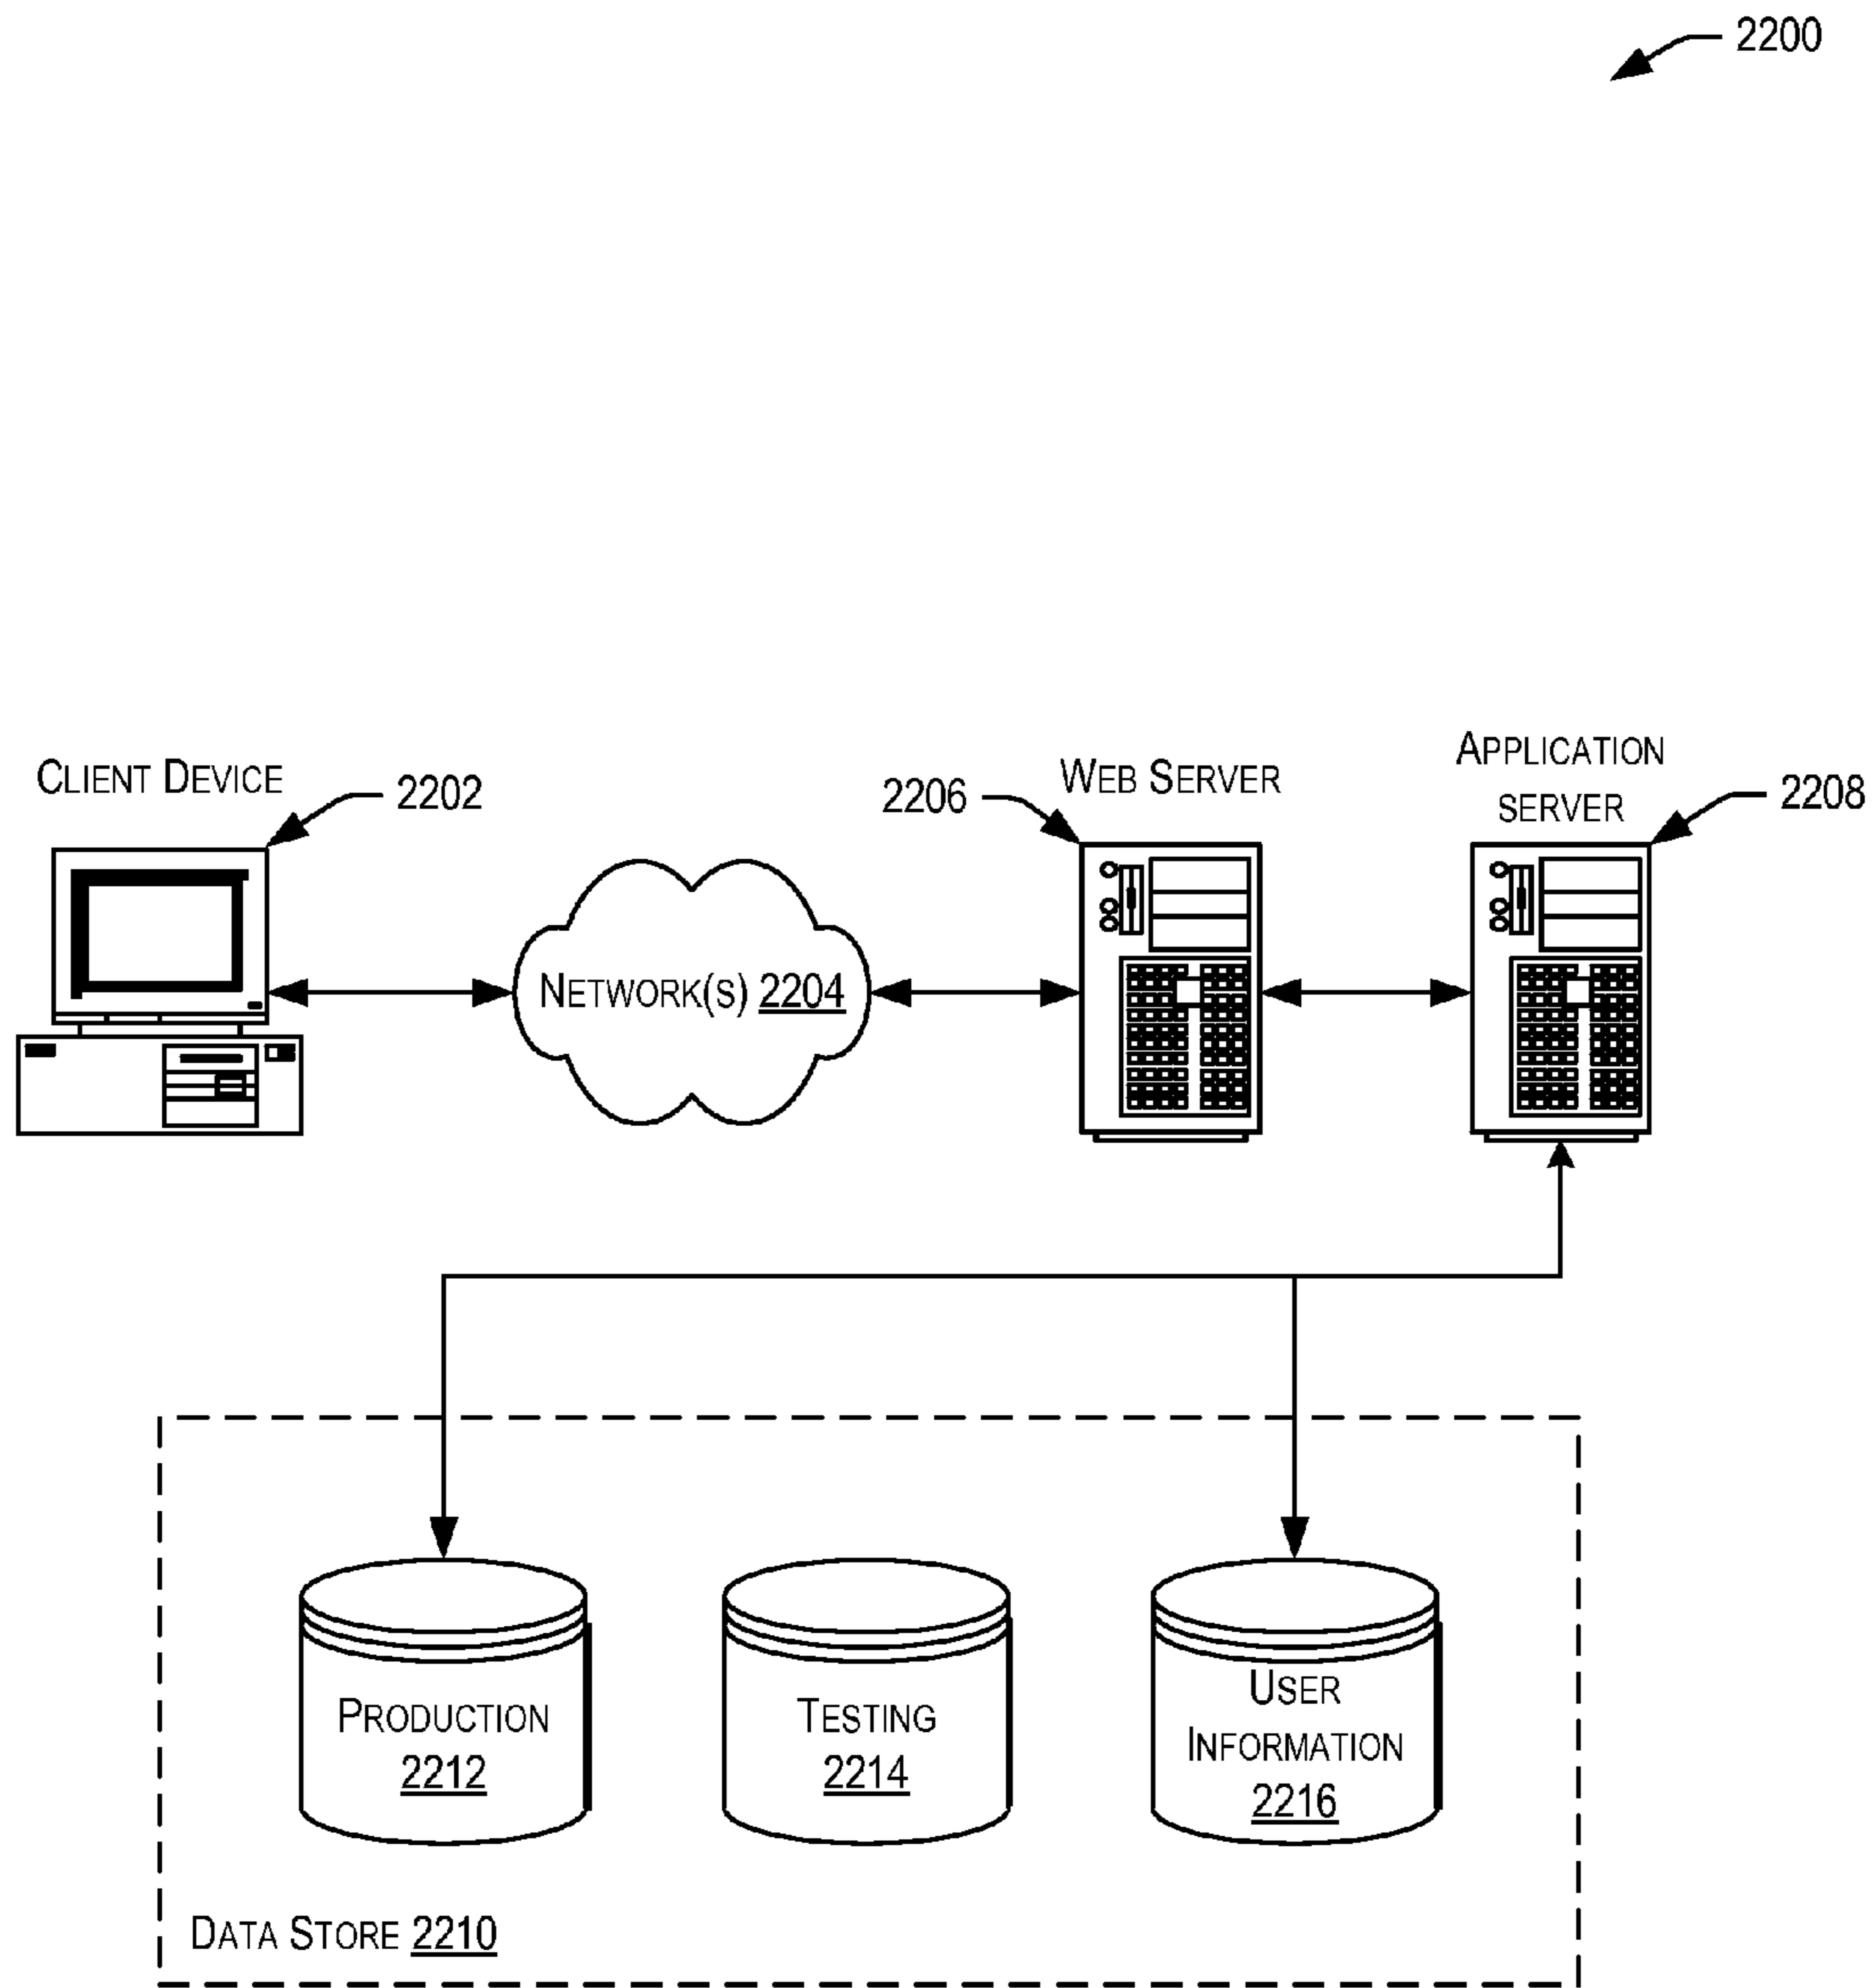 2200
CLIENT DEVICE
2202
2206
WEB SERVER
APPLICATION
SERVER
2208
NETWORK(S) 2204
PRODUCTION
2212
TESTING
2214
USER
INFORMATION
2216
DATA STORE 2210